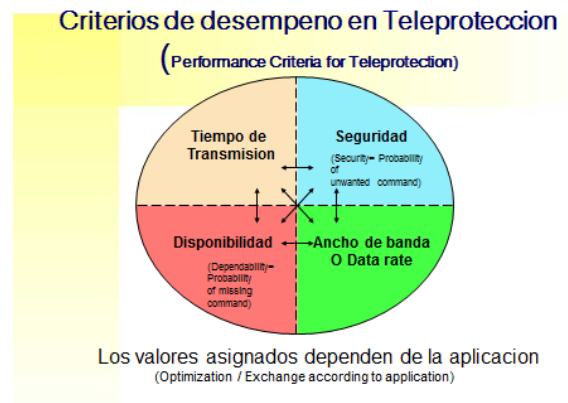 Criterios de desempeno en Teleproteccion
(Performance Criteria for Teleprotection)
Tiempo de
Transmision
Seguridad
(Security= Probability
of
unwanted command)
Disponibilidad
(Dependability=
Probability
of missing
command)
Ancho de banda
O Data rate
Los valores asignados dependen de la aplicacion
(Optimization / Exchange according to application)